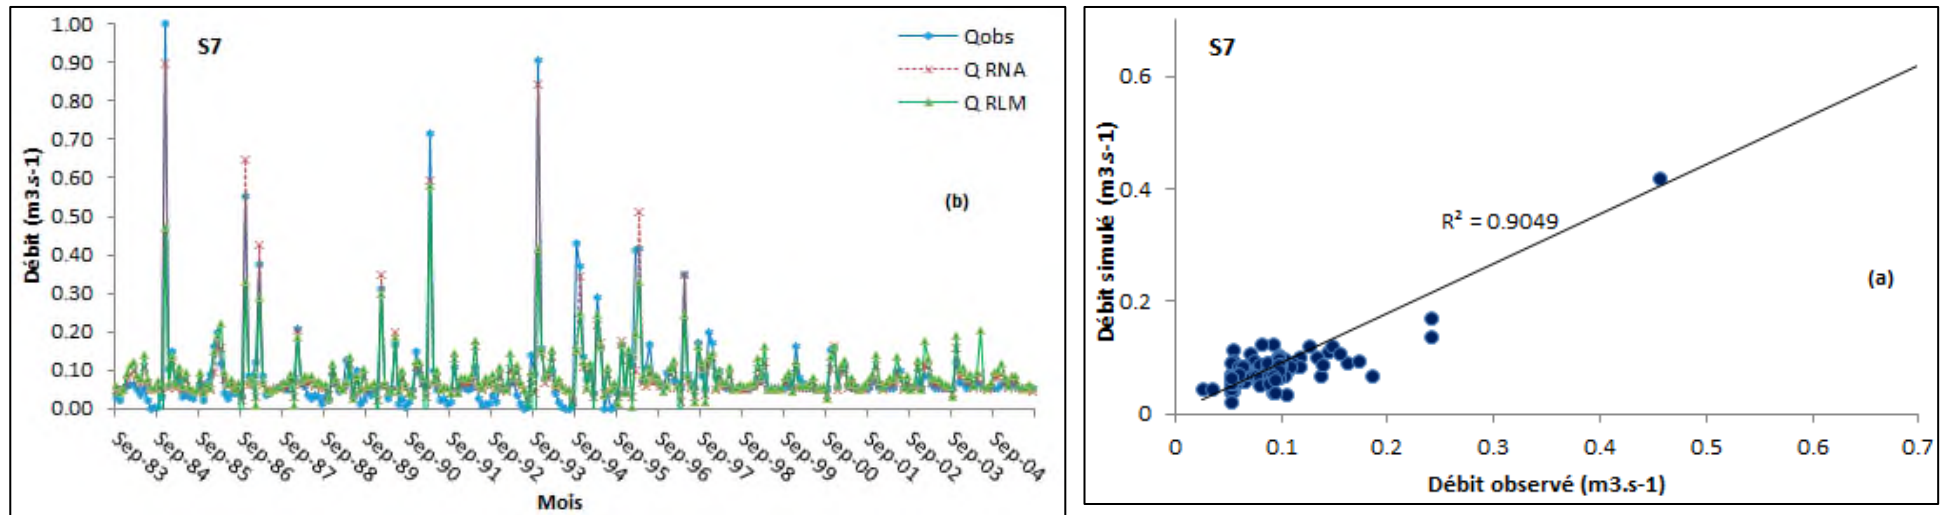 S7
Qobs
Q RNA
Q RLM
(b)
Débit (m3.s-1)
1.00
0.90
0.80
0.70
0.60
0.50
0.40
0.30
0.20
0.10
0.00
Sep-83
Sep-84
Sep-85
Sep-86
Sep-87
Sep-88
Sep-89
Sep-90
Sep-91
Sep-92
Sep-93
Sep-94
Sep-95
Sep-96
Sep-97
Sep-98
Sep-99
Sep-00
Sep-01
Sep-02
Sep-03
Sep-04
Mois
S7
R² = 0.9049
(a)
Débit simulé (m3.s-1)
0.6
0.4
0.2
0
0 0.1 0.2 0.3 0.4 0.5 0.6 0.7
Débit observé (m3.s-1)